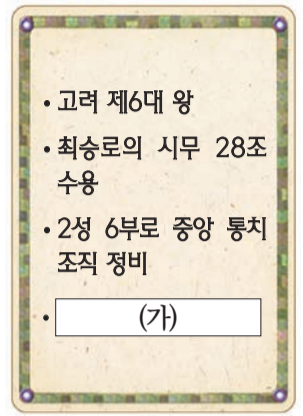 • 고려 제6대 왕
• 최승로의 시무 28조
수용
• 2성 6부로 중앙 통치
조직 정비
• (가)